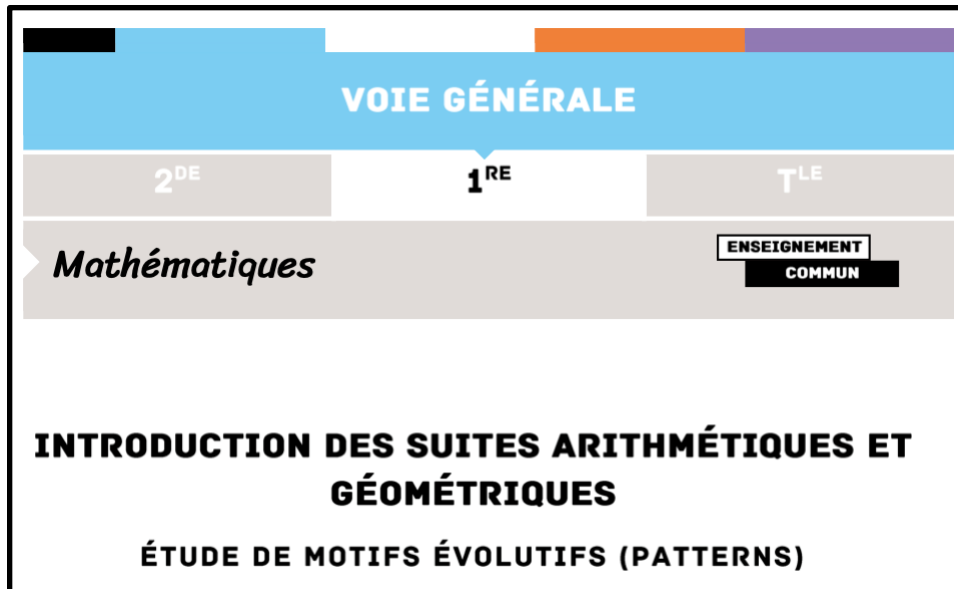 VOIE GÉNÉRALE
2DE 1RE TLE
Mathématiques
ENSEIGNEMENT
COMMUN
INTRODUCTION DES SUITES ARITHMÉTIQUES ET
GÉOMÉTRIQUES
ÉTUDE DE MOTIFS ÉVOLUTIFS (PATTERNS)